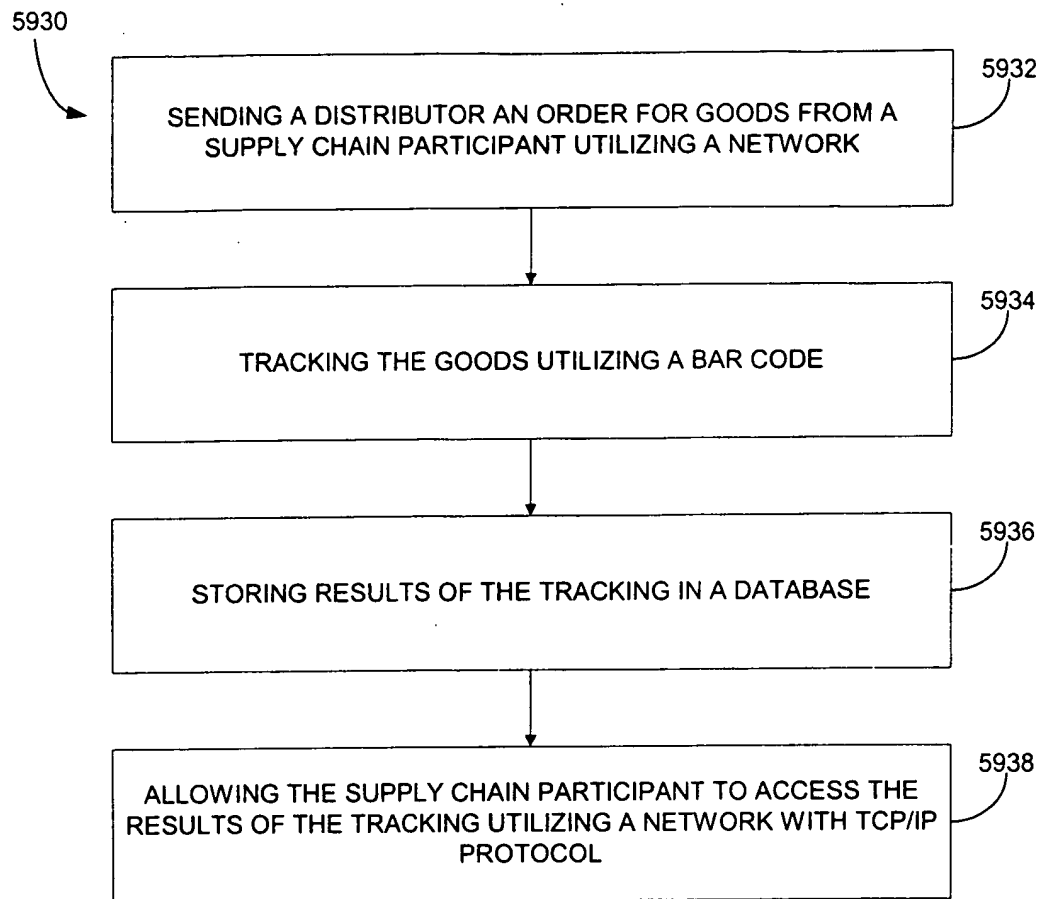 5930
5932
SENDING A DISTRIBUTOR AN ORDER FOR GOODS FROM A
SUPPLY CHAIN PARTICIPANT UTILIZING A NETWORK
5934
TRACKING THE GOODS UTILIZING A BAR CODE
5936
STORING RESULTS OF THE TRACKING IN A DATABASE
5938
ALLOWING THE SUPPLY CHAIN PARTICIPANT TO ACCESS THE
RESULTS OF THE TRACKING UTILIZING A NETWORK WITH TCP/IP
PROTOCOL